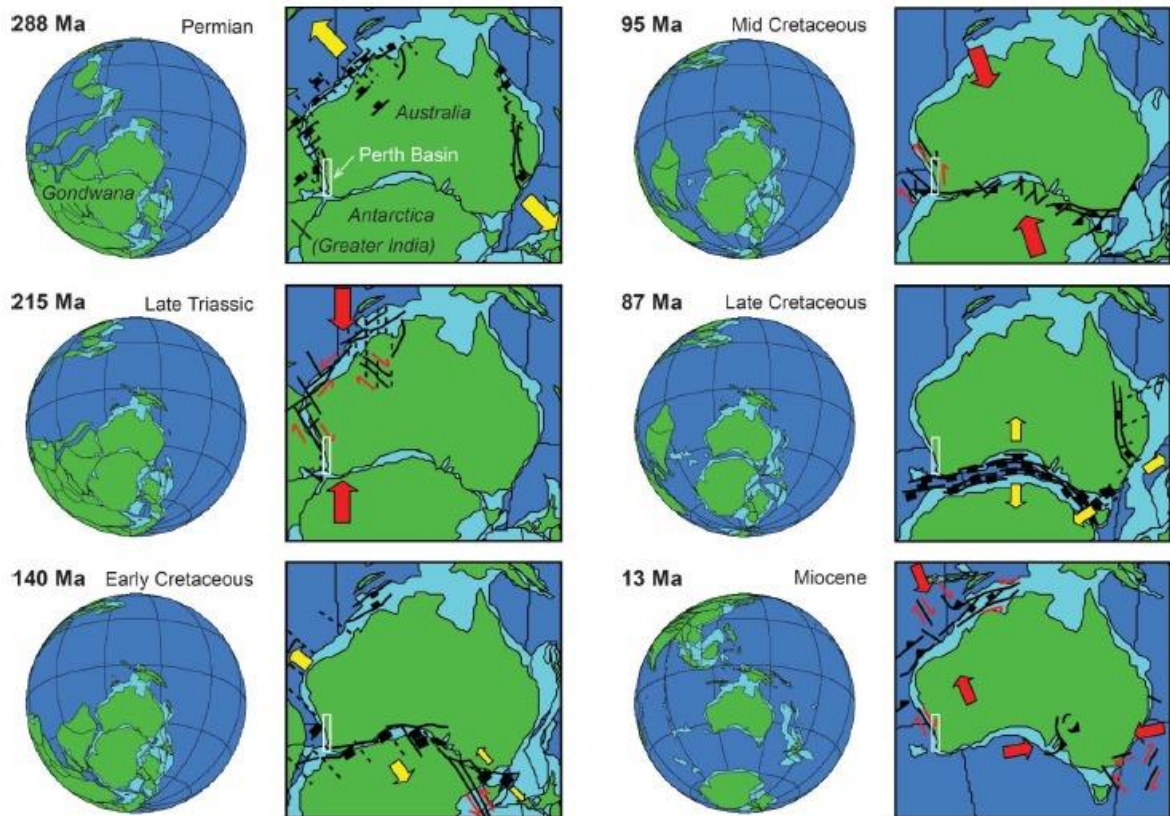 288 Ma Permian
Australia
Perth Basin
Gondwana
Antarctica
(Greater India)
215 Ma Late Triassic
140 Ma Early Cretaceous
95 Ma Mid Cretaceous
87 Ma Late Cretaceous
13 Ma Miocene